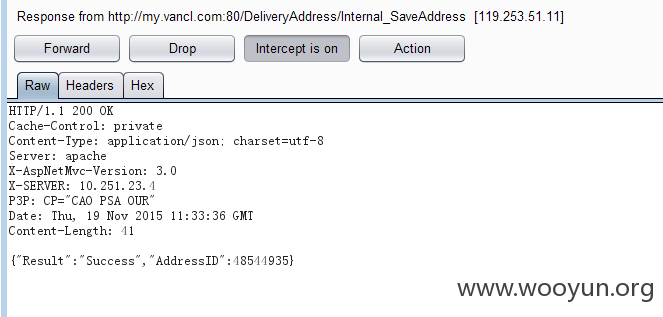 Response from http://my.vancl.com:80/DeliveryAddress/Internal_SaveAddress [119.253.51.11]
Forward Drop Intercept is on Action
Raw Headers Hex
HTTP/1.1 200 OK
Cache-Control: private
Content-Type: application/json; charset=utf-8
Server: apache
X-AspNetMvc-Version: 3.0
X-SERVER: 10.251.23.4
P3P: CP="CAO PSA OUR"
Date: Thu, 19 Nov 2015 11:33:36 GMT
Content-Length: 41
{"Result":"Success","AddressID":48544935}
www.wooyun.org